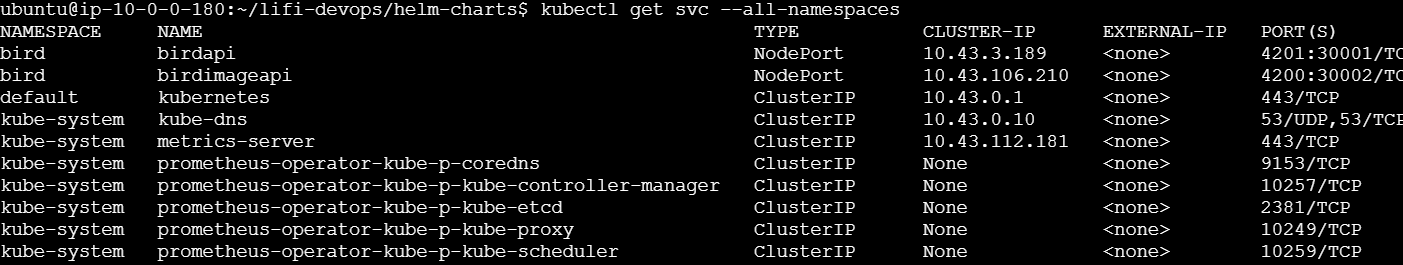 ubuntu@ip-10-0-0-180:~/lifi-devops/helm-charts$ kubectl get svc --all-namespaces
NAMESPACE NAME TYPE CLUSTER-IP EXTERNAL-IP PORT(S)
bird birdapi NodePort 10.43.3.189 <none> 4201:30001/TC
bird birdimageapi NodePort 10.43.106.210 <none> 4200:30002/TC
default kubernetes ClusterIP 10.43.0.1 <none> 443/TCP
kube-system kube-dns ClusterIP 10.43.0.10 <none> 53/UDP,53/TCP
kube-system metrics-server ClusterIP 10.43.112.181 <none> 443/TCP
kube-system prometheus-operator-kube-p-coredns ClusterIP None <none> 9153/TCP
kube-system prometheus-operator-kube-p-kube-controller-manager ClusterIP None <none> 10257/TCP
kube-system prometheus-operator-kube-p-kube-etcd ClusterIP None <none> 2381/TCP
kube-system prometheus-operator-kube-p-kube-proxy ClusterIP None <none> 10249/TCP
kube-system prometheus-operator-kube-p-kube-scheduler ClusterIP None <none> 10259/TCP